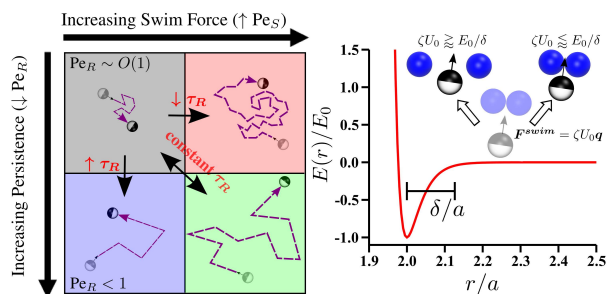 Increasing Swim Force (↑ Pe_S)
Increasing Persistence (↓ Pe_R)
Pe_R ∼ O(1)
↓ τ_R
constant τ_R
↑ τ_R
Pe_R < 1
ζU_0 ⪆ E_0/δ
ζU_0 ⪅ E_0/δ
F^swim = ζU_0q
E(r)/E_0
1.5
1.0
0.5
0.0
-0.5
-1.0
δ/a
1.9 2.0 2.1 2.2 2.3 2.4 2.5
r/a